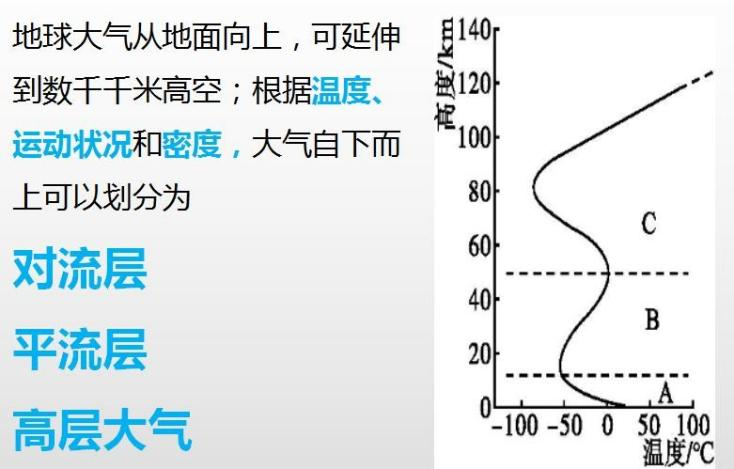 地球大气从地面向上，可延伸
到数千千米高空；根据温度、
运动状况和密度，大气自下而
上可以划分为
对流层
平流层
高层大气
高度/km
140
120
100
80
60
40
20
0
C
B
A
-100 -50 0 50 100
温度/℃